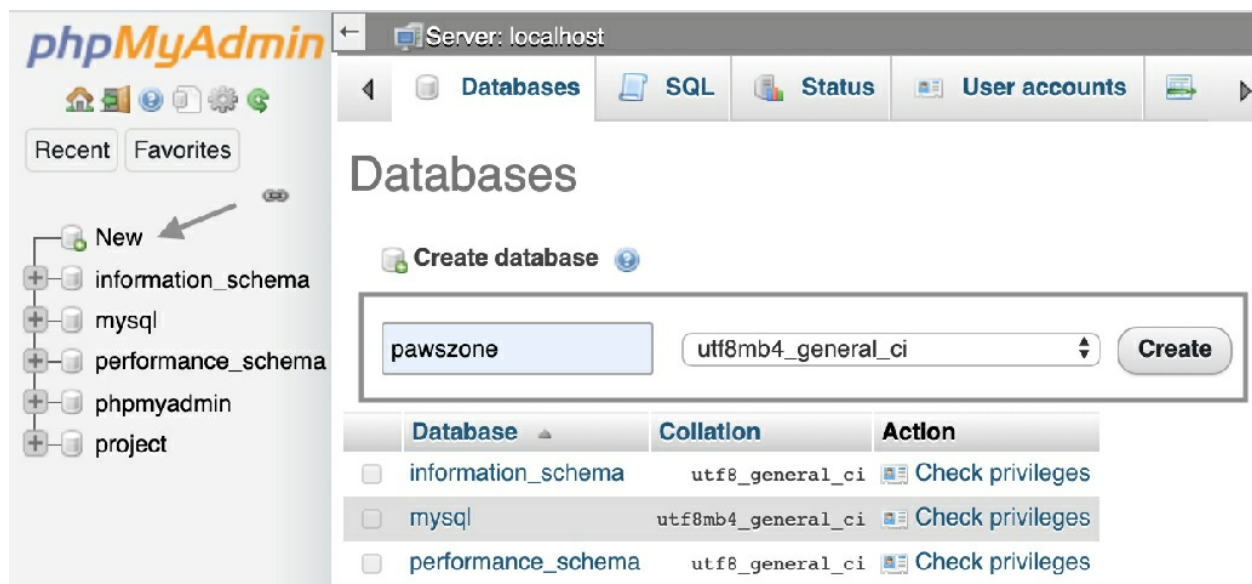 phpMyAdmin
Recent Favorites
New
information_schema
mysql
performance_schema
phpmyadmin
project
Server: localhost
Databases SQL Status User accounts
Databases
Create database
pawszone utf8mb4_general_ci Create
Database Collation Action
information_schema utf8_general_ci Check privileges
mysql utf8mb4_general_ci Check privileges
performance_schema utf8_general_ci Check privileges